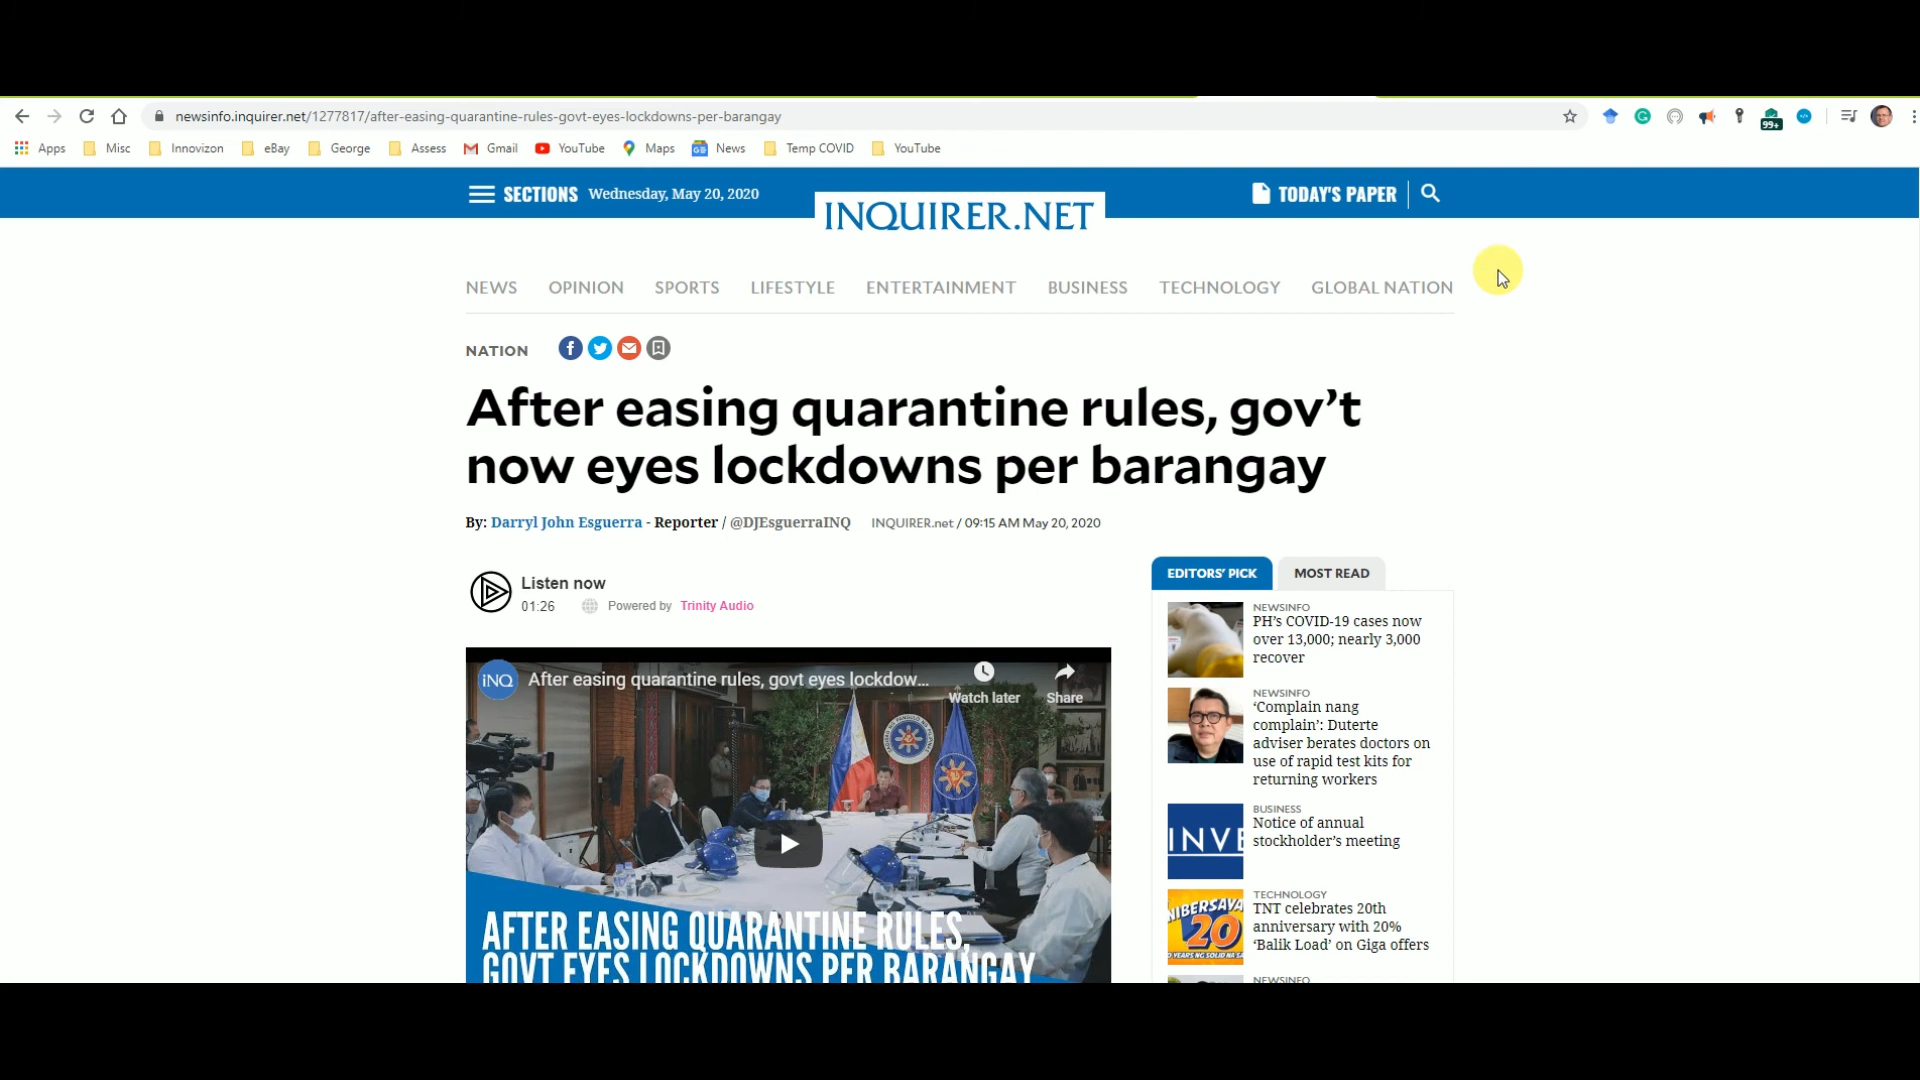 newsinfo.inquirer.net/1277817/after-easing-quarantine-rules-govt-eyes-lockdowns-per-barangay
99+
Apps Misc Innovizon eBay George Assess Gmail YouTube Maps News Temp COVID YouTube
SECTIONS Wednesday, May 20, 2020
INQUIRER.NET
TODAY'S PAPER
NEWS OPINION SPORTS LIFESTYLE ENTERTAINMENT BUSINESS TECHNOLOGY GLOBAL NATION
NATION
After easing quarantine rules, gov’t
now eyes lockdowns per barangay
By: Darryl John Esguerra - Reporter / @DJEsguerraINQ INQUIRER.net / 09:15 AM May 20, 2020
Listen now
01:26 Powered by Trinity Audio
INQ After easing quarantine rules, govt eyes lockdow...
Watch later Share
AFTER EASING QUARANTINE RULES,
GOVT EYES LOCKDOWNS PER BARANGAY
EDITORS' PICK MOST READ
NEWSINFO
PH’s COVID-19 cases now
over 13,000; nearly 3,000
recover
NEWSINFO
‘Complain nang
complain’: Duterte
adviser berates doctors on
use of rapid test kits for
returning workers
INVE
BUSINESS
Notice of annual
stockholder’s meeting
NIBERSAYA
20
TECHNOLOGY
TNT celebrates 20th
anniversary with 20%
‘Balik Load’ on Giga offers
NEWSINFO